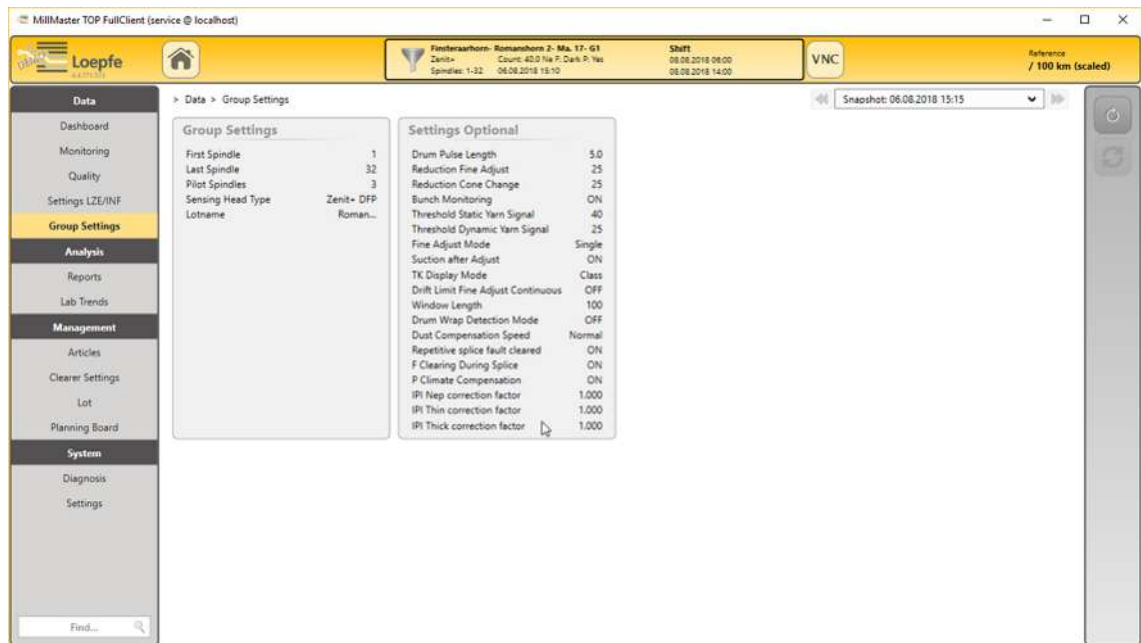 MillMaster TOP FullClient (service @ localhost)
DEMO
Loepfe
Finsteraarhorn- Romanshorn 2- Ma. 17- G1
Zenit+ Count: 40.0 Ne F: Dark P: Yes
Spindles: 1-32 06.08.2018 15:10
Shift
08.08.2018 06:00
08.08.2018 14:00
VNC
Reference
/ 100 km (scaled)
Data
Dashboard
Monitoring
Quality
Settings LZE/INF
Group Settings
Analysis
Reports
Lab Trends
Management
Articles
Clearer Settings
Lot
Planning Board
System
Diagnosis
Settings
Find...
> Data > Group Settings
Snapshot: 06.08.2018 15:15
Group Settings
First Spindle 1
Last Spindle 32
Pilot Spindles 3
Sensing Head Type Zenit+ DFP
Lotname Roman...
Settings Optional
Drum Pulse Length 5.0
Reduction Fine Adjust 25
Reduction Cone Change 25
Bunch Monitoring ON
Threshold Static Yarn Signal 40
Threshold Dynamic Yarn Signal 25
Fine Adjust Mode Single
Suction after Adjust ON
TK Display Mode Class
Drift Limit Fine Adjust Continuous OFF
Window Length 100
Drum Wrap Detection Mode OFF
Dust Compensation Speed Normal
Repetitive splice fault cleared ON
F Clearing During Splice ON
P Climate Compensation ON
IPI Nep correction factor 1.000
IPI Thin correction factor 1.000
IPI Thick correction factor 1.000